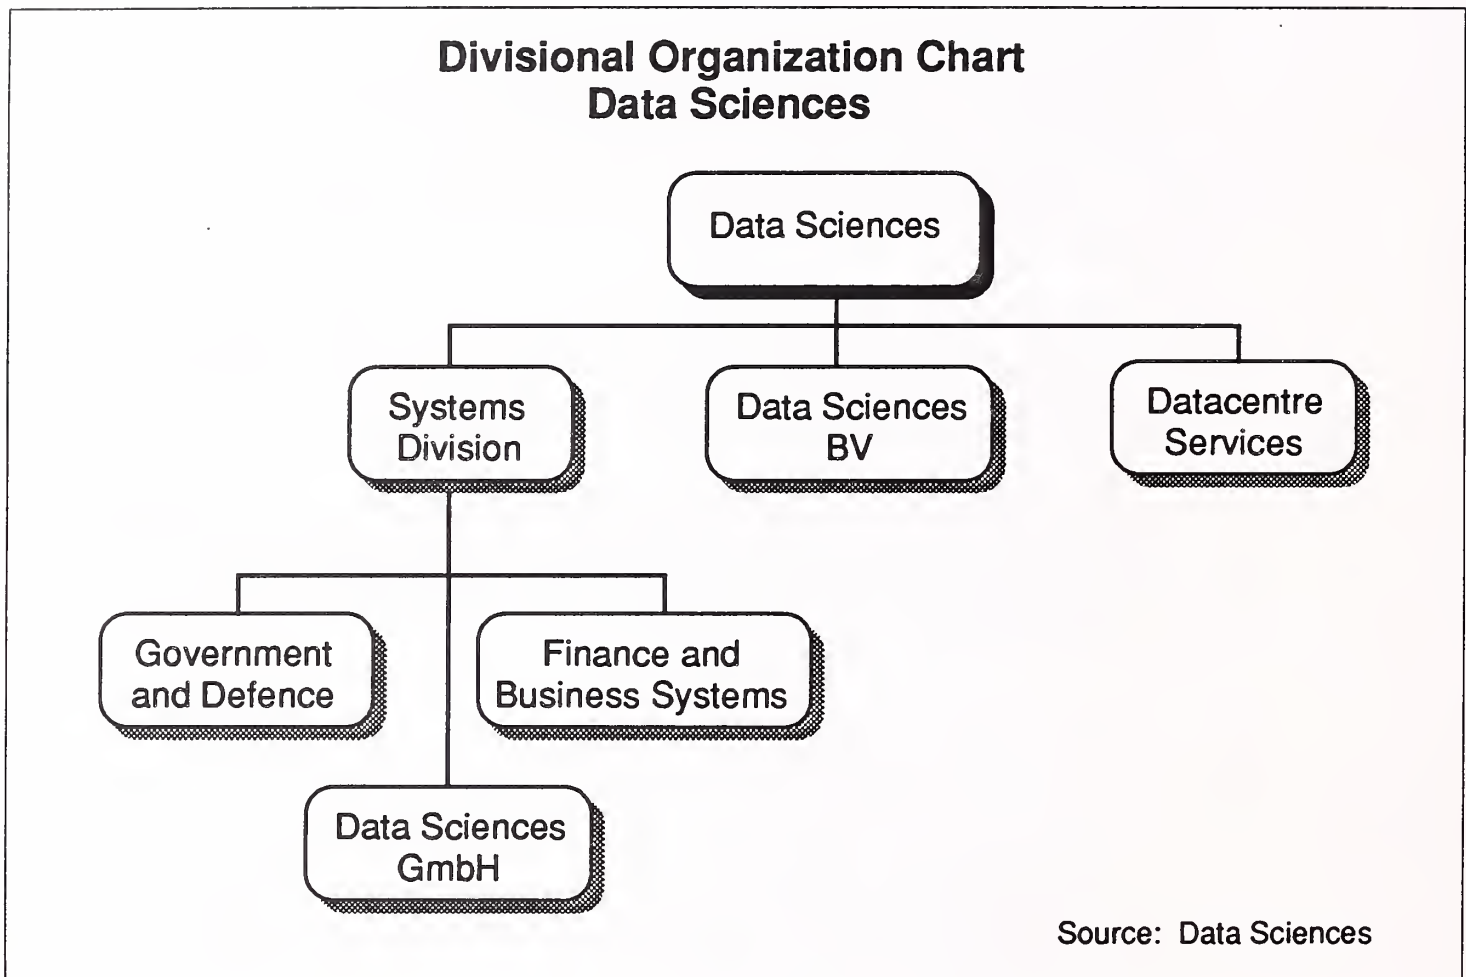 Divisional Organization Chart
Data Sciences
Data Sciences
Systems
Division
Data Sciences
BV
Datacentre
Services
Government
and Defence
Finance and
Business Systems
Data Sciences
GmbH
Source: Data Sciences